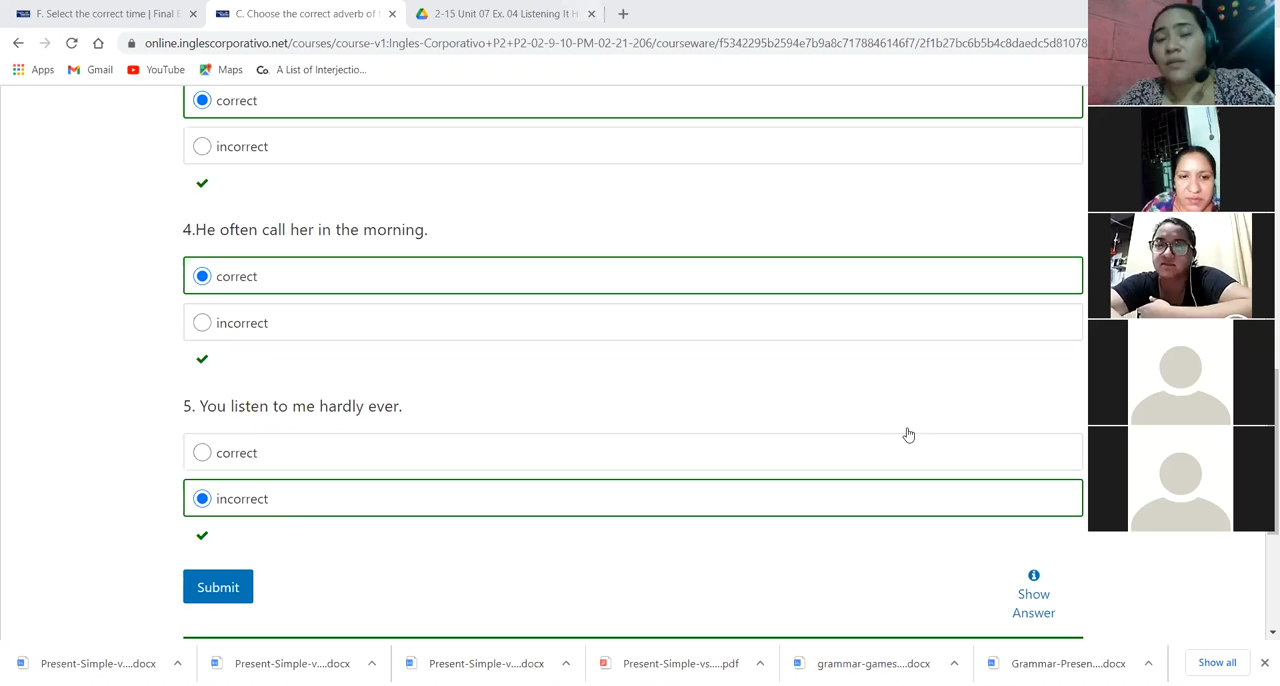 F. Select the correct time | Final E
C. Choose the correct adverb of t
2-15 Unit 07 Ex. 04 Listening It H
online.inglescorporativo.net/courses/course-v1:Ingles-Corporativo+P2+P2-02-9-10-PM-02-21-206/courseware/f5342295b2594e7b9a8c7178846146f7/2f1b27bc6b5b4c8daedc5d81078
Apps
Gmail
YouTube
Maps
Co.
A List of Interjectio...
correct
incorrect
4.He often call her in the morning.
correct
incorrect
5. You listen to me hardly ever.
correct
incorrect
Submit
Show
Answer
Present-Simple-v....docx
Present-Simple-v....docx
Present-Simple-v....docx
Present-Simple-vs.....pdf
grammar-games....docx
Grammar-Presen....docx
Show all